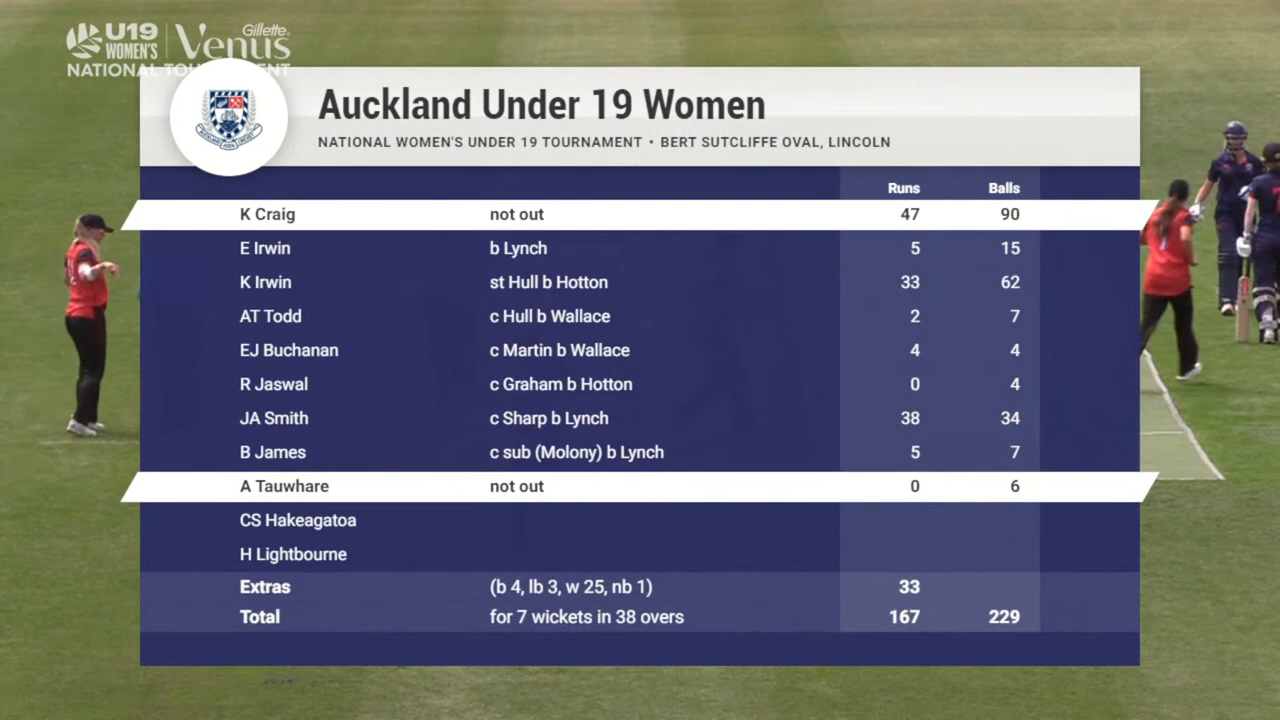 U19 WOMEN'S Gillette Venus
NATIONAL TOURNAMENT
Auckland Under 19 Women
NATIONAL WOMEN'S UNDER 19 TOURNAMENT • BERT SUTCLIFFE OVAL, LINCOLN
Runs Balls
K Craig not out 47 90
E Irwin b Lynch 5 15
K Irwin st Hull b Hotton 33 62
AT Todd c Hull b Wallace 2 7
EJ Buchanan c Martin b Wallace 4 4
R Jaswal c Graham b Hotton 0 4
JA Smith c Sharp b Lynch 38 34
B James c sub (Molony) b Lynch 5 7
A Tauwhare not out 0 6
CS Hakeagatoa
H Lightbourne
Extras (b 4, lb 3, w 25, nb 1) 33
Total for 7 wickets in 38 overs 167 229